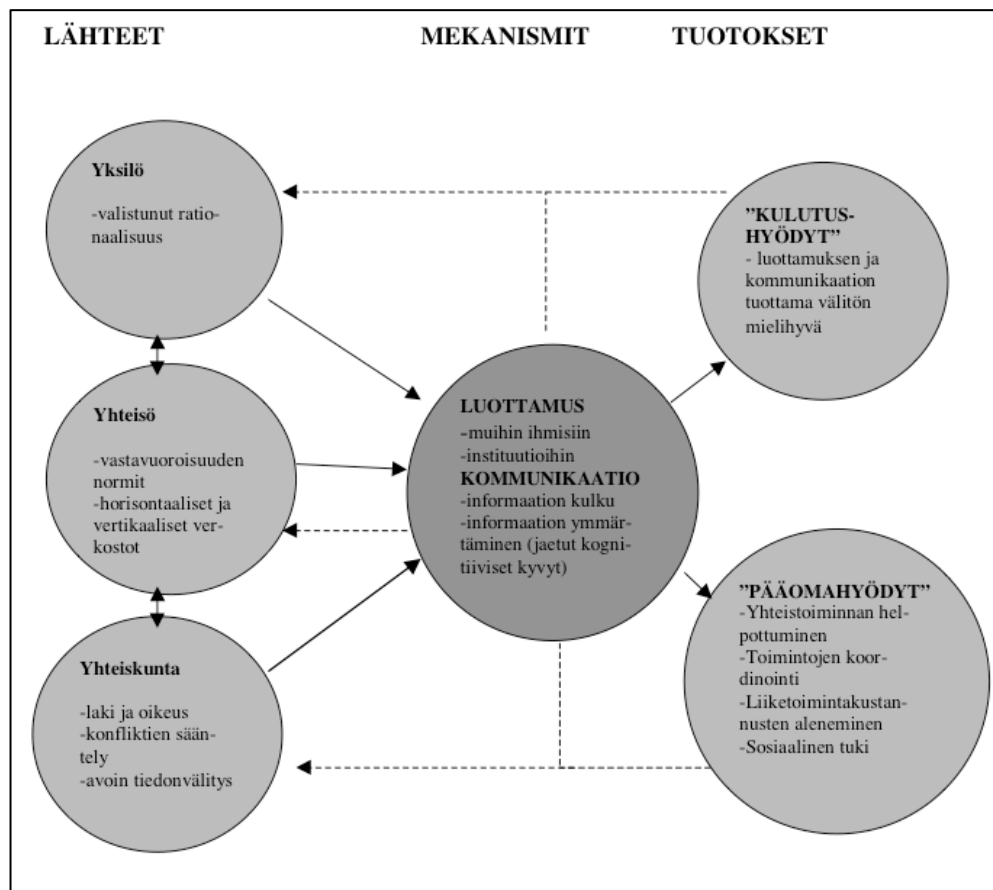 LÄHTEET
MEKANISMIT
TUOTOKSET
Yksilö
-valistunut ratio-
naalisuus
Yhteisö
-vastavuoroisuuden
normit
-horisontaaliset ja
vertikaaliset ver-
kostot
Yhteiskunta
-laki ja oikeus
-konfliktien sään-
tely
-avoin tiedonvälitys
LUOTTAMUS
-muihin ihmisiin
-instituutioihin
KOMMUNIKAATIO
-informaation kulku
-informaation ymmär-
täminen (jaetut kogni-
tiiviset kyvyt)
”KULUTUS-
HYÖDYT”
- luottamuksen ja
kommunikaation
tuottama välitön
mielihyvä
”PÄÄOMAHYÖDYT”
-Yhteistoiminnan hel-
pottuminen
-Toimintojen koor-
dinointi
-Liiketoimintakustan-
nusten aleneminen
-Sosiaalinen tuki